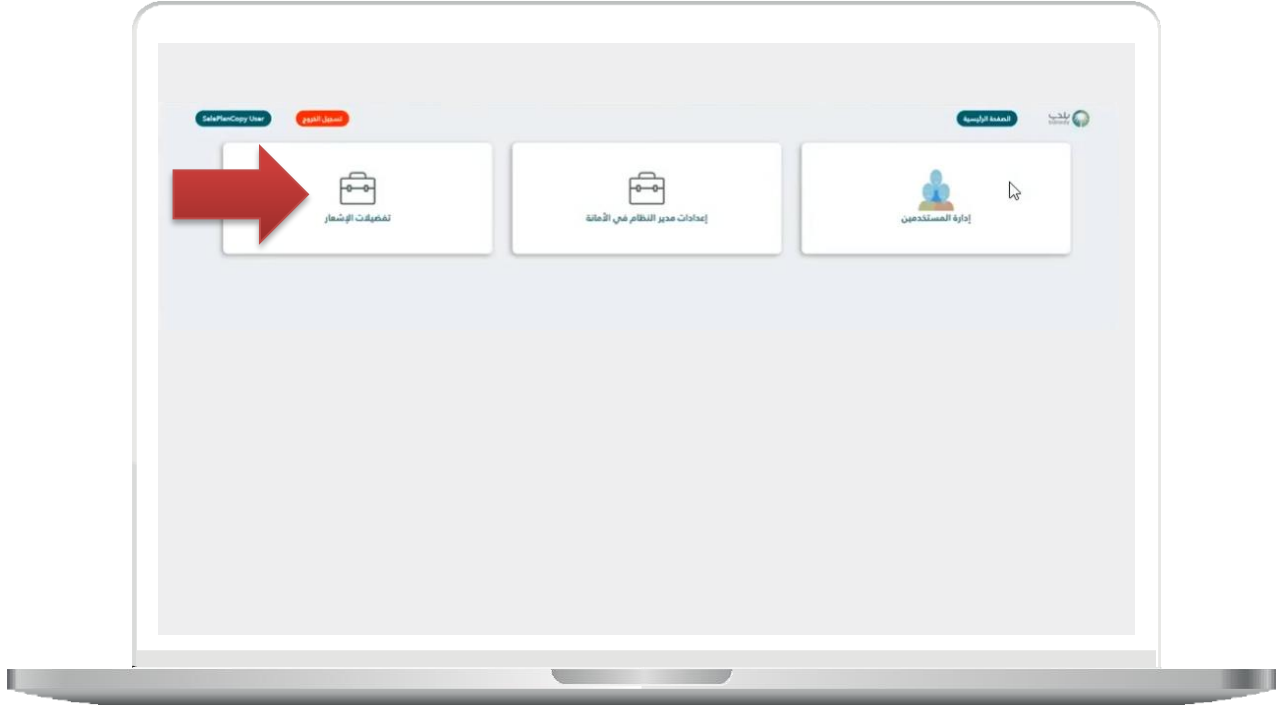 بلدي
الصفحة الرئيسية
تسجيل الخروج
SalePlanCopy User
إدارة المستخدمين
إعدادات مدير النظام في الأمانة
تفضيلات الإشعار